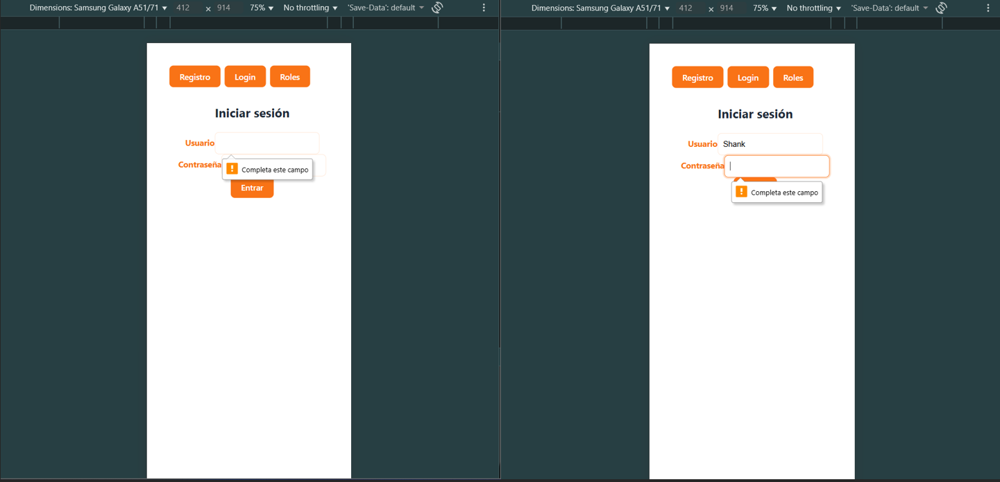 Dimensions: Samsung Galaxy A51/71 412 × 914 75% No throttling 'Save-Data': default
Registro Login Roles
Iniciar sesión
Usuario
Contraseña
Completa este campo
Entrar
Dimensions: Samsung Galaxy A51/71 412 × 914 75% No throttling 'Save-Data': default
Registro Login Roles
Iniciar sesión
Usuario Shank
Contraseña
Completa este campo